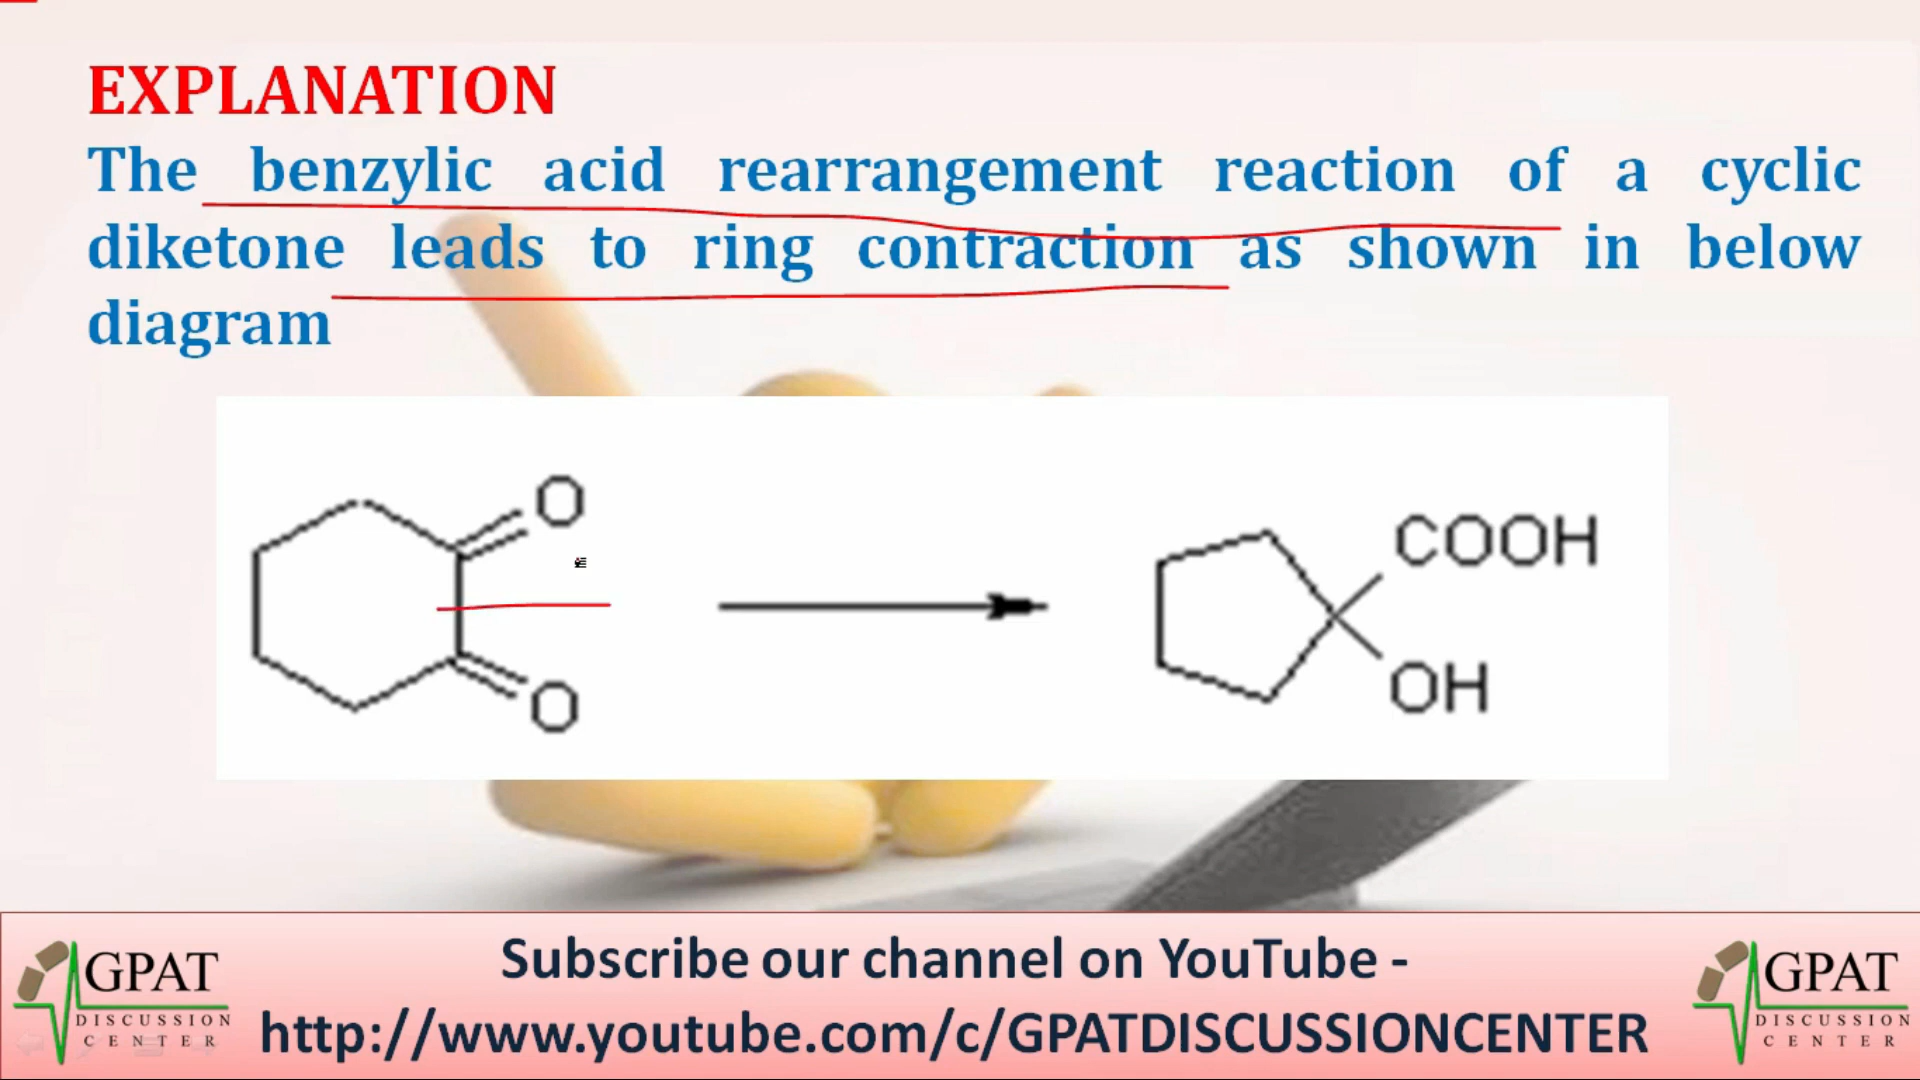 EXPLANATION
The benzylic acid rearrangement reaction of a cyclic
diketone leads to ring contraction as shown in below
diagram
O
O
COOH
OH
GPAT
DISCUSSION
CENTER
Subscribe our channel on YouTube -
http://www.youtube.com/c/GPATDISCUSSIONCENTER
GPAT
DISCUSSION
CENTER